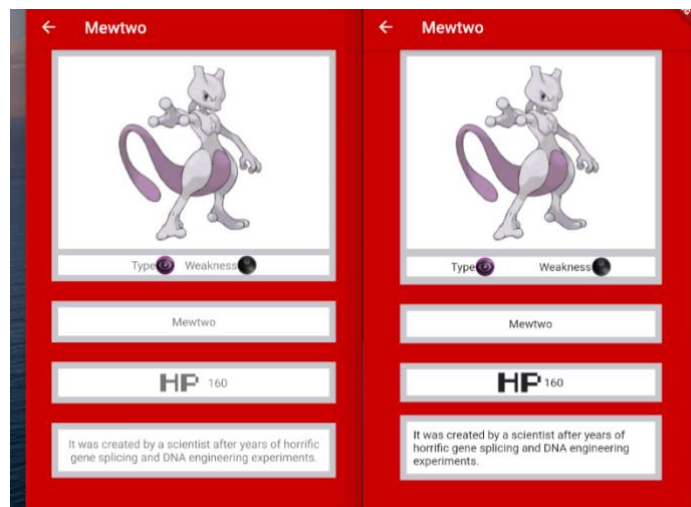 Mewtwo
Type Weakness
Mewtwo
HP 160
It was created by a scientist after years of horrific
gene splicing and DNA engineering experiments.
Mewtwo
Type Weakness
Mewtwo
HP 160
It was created by a scientist after years of
horrific gene splicing and DNA engineering
experiments.